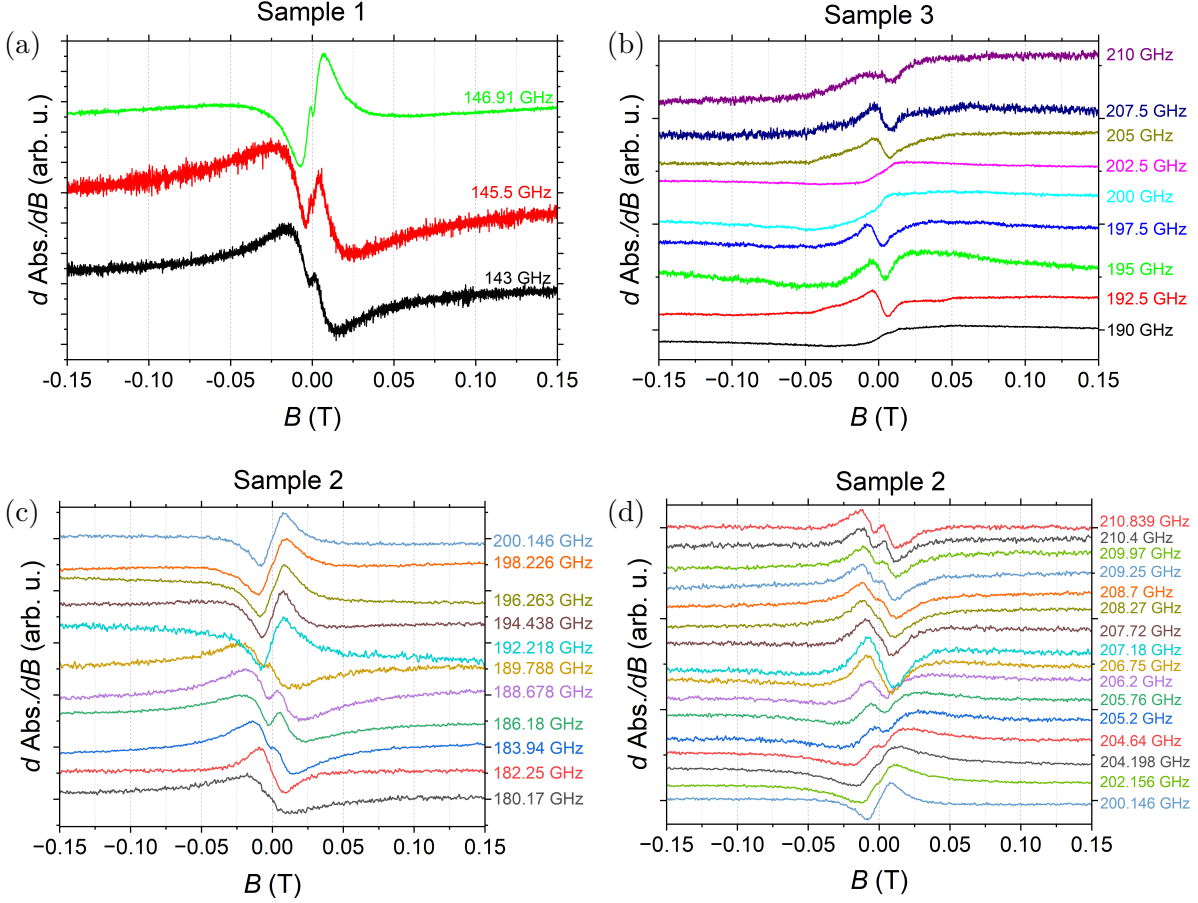 Sample 1
(a)
d Abs./dB (arb. u.)
146.91 GHz
145.5 GHz
143 GHz
-0.15 -0.10 -0.05 0.00 0.05 0.10 0.15
B (T)
Sample 3
(b)
d Abs./dB (arb. u.)
210 GHz
207.5 GHz
205 GHz
202.5 GHz
200 GHz
197.5 GHz
195 GHz
192.5 GHz
190 GHz
−0.15 −0.10 −0.05 0.00 0.05 0.10 0.15
B (T)
Sample 2
(c)
d Abs./dB (arb. u.)
200.146 GHz
198.226 GHz
196.263 GHz
194.438 GHz
192.218 GHz
189.788 GHz
188.678 GHz
186.18 GHz
183.94 GHz
182.25 GHz
180.17 GHz
−0.15 −0.10 −0.05 0.00 0.05 0.10 0.15
B (T)
Sample 2
(d)
d Abs./dB (arb. u.)
210.839 GHz
210.4 GHz
209.97 GHz
209.25 GHz
208.7 GHz
208.27 GHz
207.72 GHz
207.18 GHz
206.75 GHz
206.2 GHz
205.76 GHz
205.2 GHz
204.64 GHz
204.198 GHz
202.156 GHz
200.146 GHz
−0.15 −0.10 −0.05 0.00 0.05 0.10 0.15
B (T)